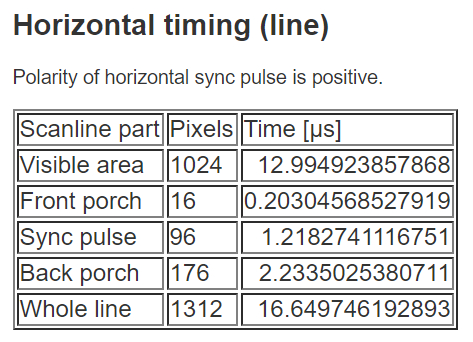 Horizontal timing (line)
Polarity of horizontal sync pulse is positive.
Scanline part Pixels Time [µs]
Visible area 1024 12.994923857868
Front porch 16 0.20304568527919
Sync pulse 96 1.2182741116751
Back porch 176 2.2335025380711
Whole line 1312 16.649746192893